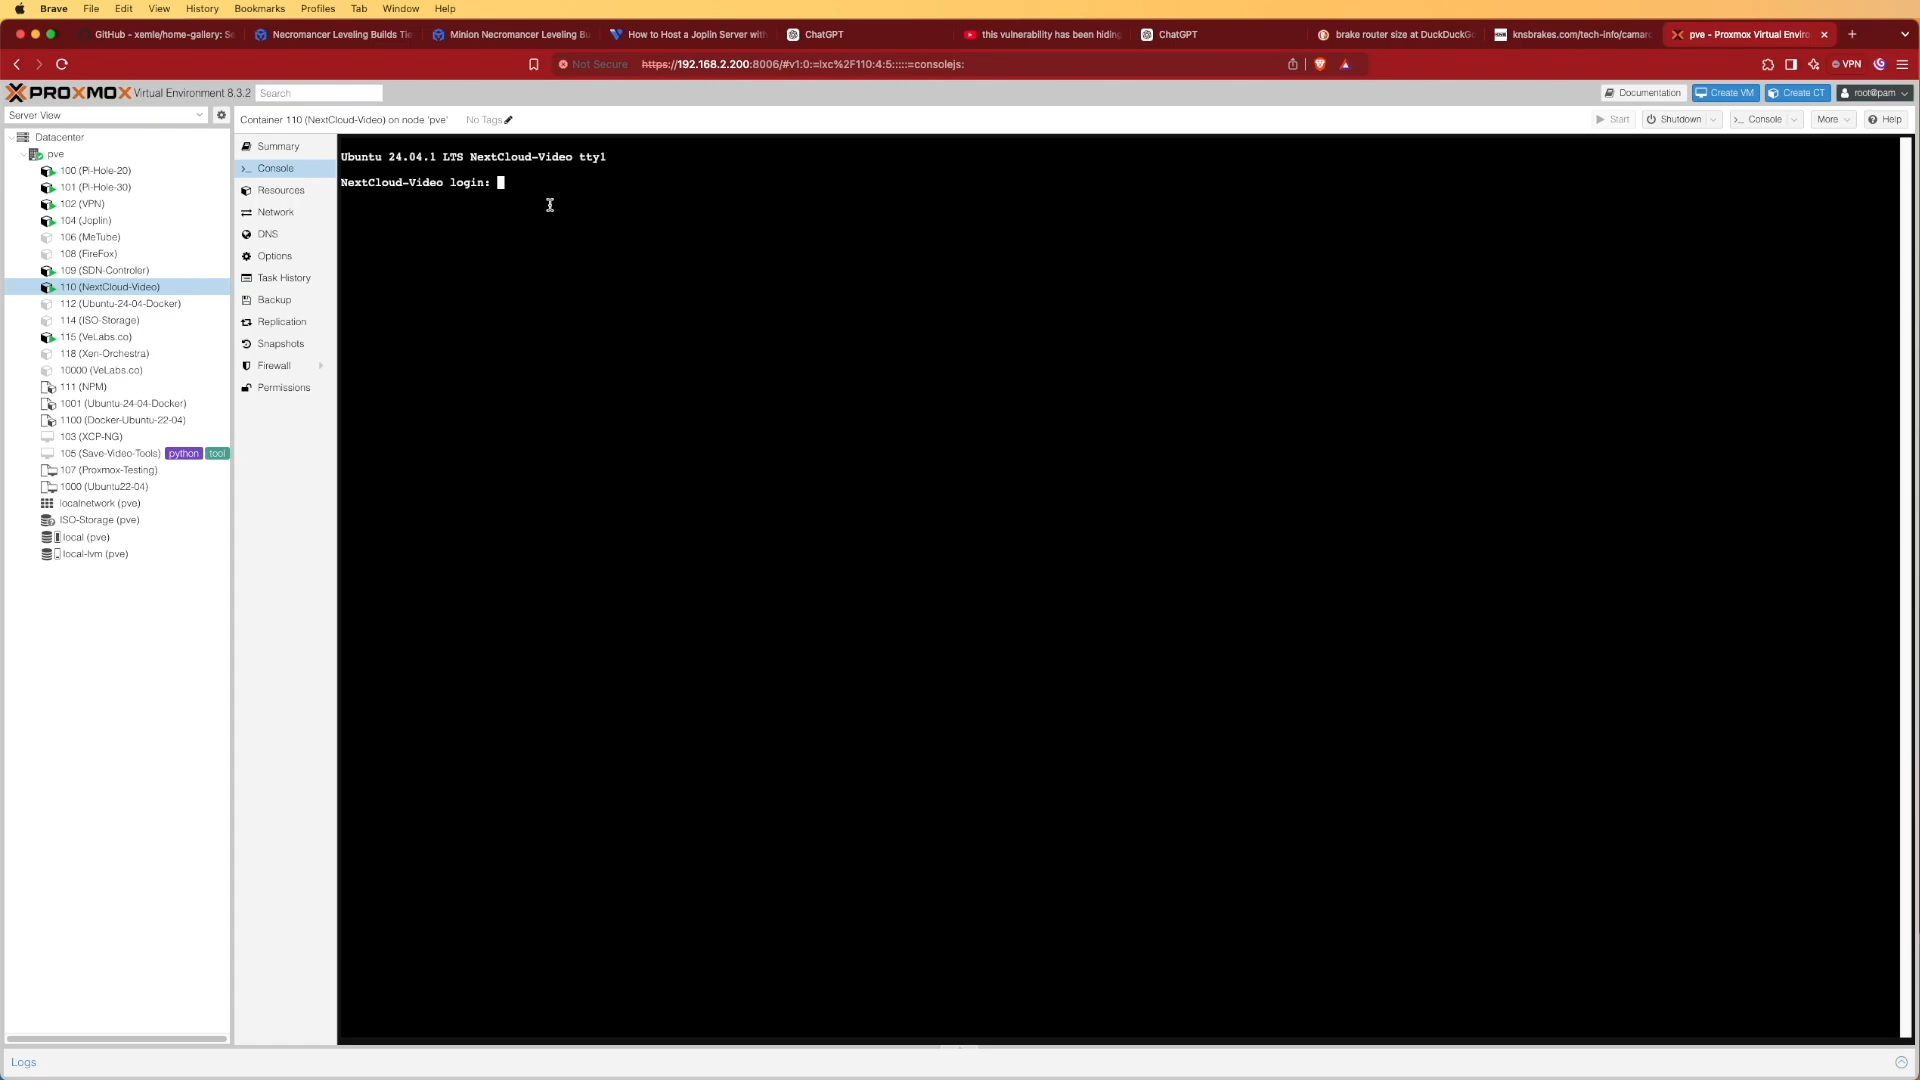 Brave File Edit View History Bookmarks Profiles Tab Window Help
GitHub - xemle/home-gallery: Se Necromancer Leveling Builds Tie Minion Necromancer Leveling Bu How to Host a Joplin Server with ChatGPT this vulnerability has been hiding ChatGPT brake router size at DuckDuckGo knsbrakes.com/tech-info/camaro pve - Proxmox Virtual Enviro
Not Secure https://192.168.2.200:8006/#v1:0:=lxc%2F110:4:5:::::=consolejs: VPN
PROXMOX Virtual Environment 8.3.2 Search Documentation Create VM Create CT root@pam
Server View
Container 110 (NextCloud-Video) on node 'pve' No Tags Start Shutdown Console More Help
Datacenter
pve
100 (Pi-Hole-20)
101 (Pi-Hole-30)
102 (VPN)
104 (Joplin)
106 (MeTube)
108 (FireFox)
109 (SDN-Controler)
110 (NextCloud-Video)
112 (Ubuntu-24-04-Docker)
114 (ISO-Storage)
115 (VeLabs.co)
118 (Xen-Orchestra)
10000 (VeLabs.co)
111 (NPM)
1001 (Ubuntu-24-04-Docker)
1100 (Docker-Ubuntu-22-04)
103 (XCP-NG)
105 (Save-Video-Tools) python tool
107 (Proxmox-Testing)
1000 (Ubuntu22-04)
localnetwork (pve)
ISO-Storage (pve)
local (pve)
local-lvm (pve)
Summary
Console
Resources
Network
DNS
Options
Task History
Backup
Replication
Snapshots
Firewall
Permissions
Ubuntu 24.04.1 LTS NextCloud-Video tty1
NextCloud-Video login:
Logs